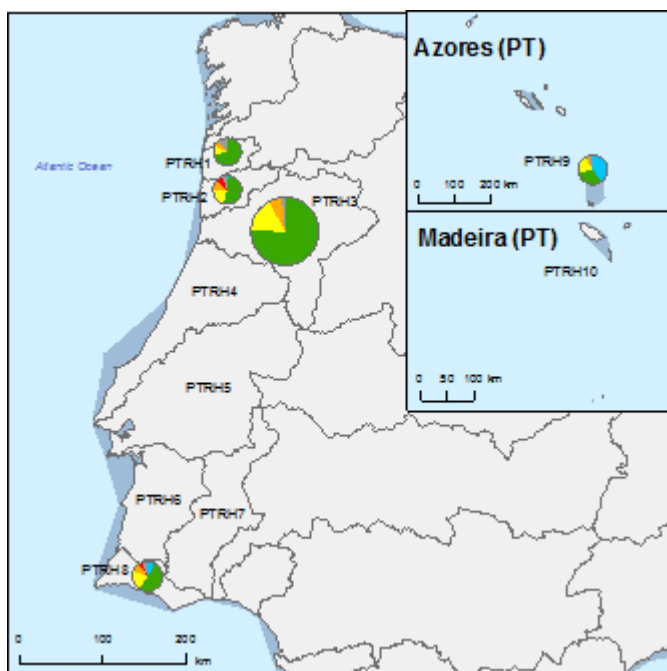 Azores (PT)
PTRH9
0 100 200 km
Madeira (PT)
PTRH10
0 50 100 km
Atlantic Ocean
PTRH1
PTRH2
PTRH3
PTRH4
PTRH5
PTRH6
PTRH7
PTRH8
0 100 200
km